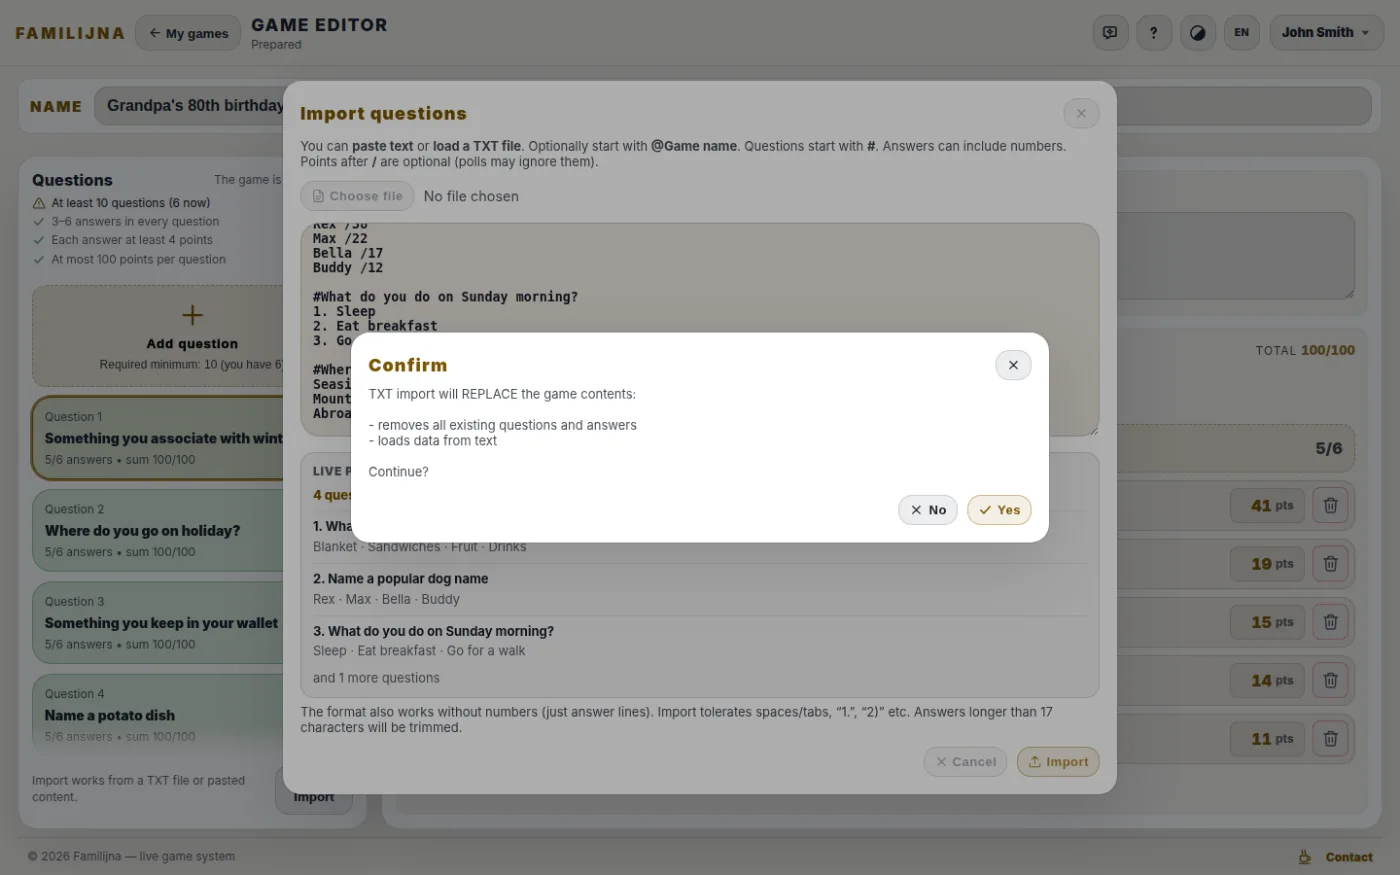 FAMILIJNA
My games
GAME EDITOR
Prepared
?
EN
John Smith
NAME
Grandpa's 80th birthday
Questions
The game is
At least 10 questions (6 now)
3–6 answers in every question
Each answer at least 4 points
At most 100 points per question
Add question
Required minimum: 10 (you have 6)
Question 1
Something you associate with wint
5/6 answers • sum 100/100
Question 2
Where do you go on holiday?
5/6 answers • sum 100/100
Question 3
Something you keep in your wallet
5/6 answers • sum 100/100
Question 4
Name a potato dish
5/6 answers • sum 100/100
Import works from a TXT file or pasted
content.
Import
Import questions
You can paste text or load a TXT file. Optionally start with @Game name. Questions start with #. Answers can include numbers.
Points after / are optional (polls may ignore them).
Choose file
No file chosen
Max /22
Bella /17
Buddy /12
#What do you do on Sunday morning?
1. Sleep
2. Eat breakfast
3. Go
#Wher
Seasi
Mount
Abroa
LIVE P
4 ques
1. Wha
Blanket · Sandwiches · Fruit · Drinks
2. Name a popular dog name
Rex · Max · Bella · Buddy
3. What do you do on Sunday morning?
Sleep · Eat breakfast · Go for a walk
and 1 more questions
The format also works without numbers (just answer lines). Import tolerates spaces/tabs, “1.”, “2)” etc. Answers longer than 17
characters will be trimmed.
Cancel
Import
Confirm
TXT import will REPLACE the game contents:
- removes all existing questions and answers
- loads data from text
Continue?
No
Yes
TOTAL 100/100
5/6
41 pts
19 pts
15 pts
14 pts
11 pts
© 2026 Familijna — live game system
Contact